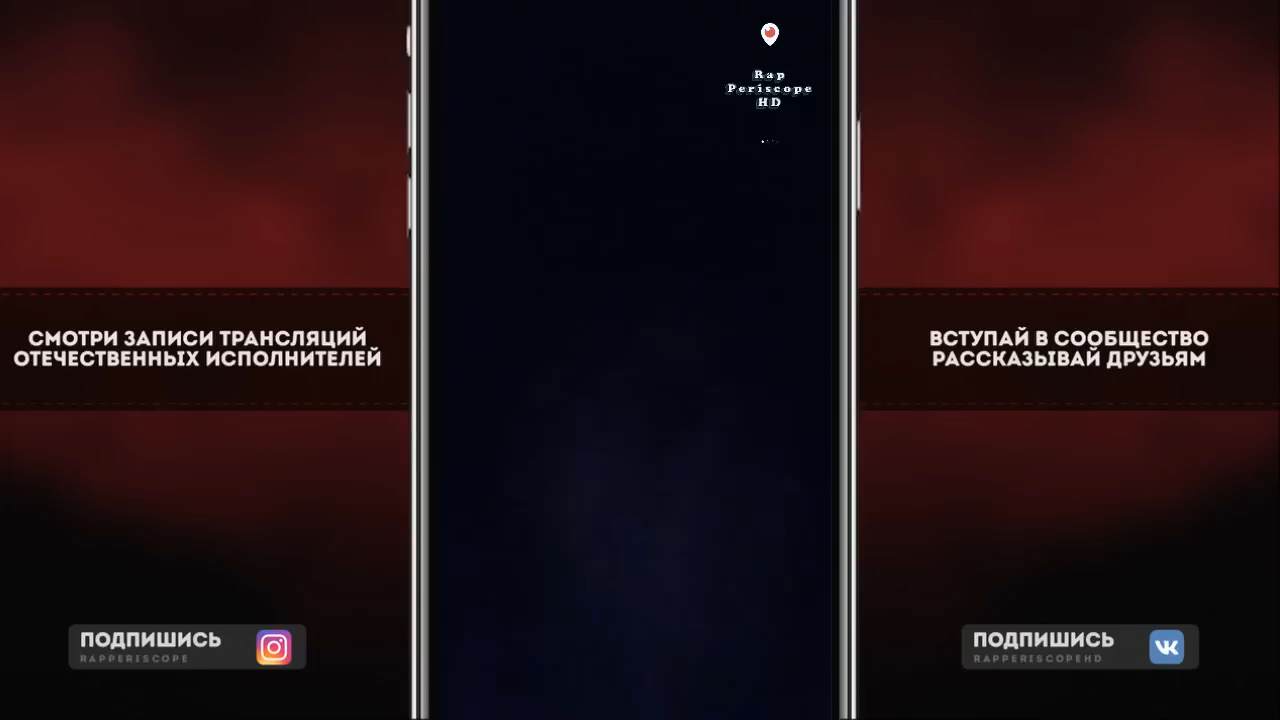 Rap
Periscope
HD
СМОТРИ ЗАПИСИ ТРАНСЛЯЦИЙ
ОТЕЧЕСТВЕННЫХ ИСПОЛНИТЕЛЕЙ
ВСТУПАЙ В СООБЩЕСТВО
РАССКАЗЫВАЙ ДРУЗЬЯМ
ПОДПИШИСЬ
RAPPERISCOPE
ПОДПИШИСЬ
RAPPERISCOPEHD